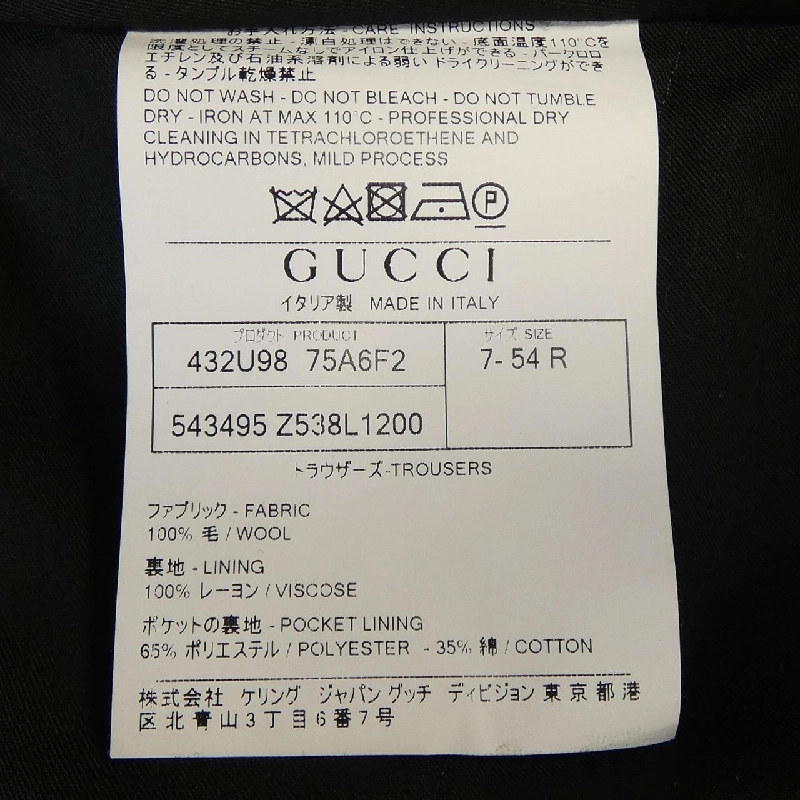 お手入れ方法 - CARE INSTRUCTIONS
洗濯処理の禁止 - 漂白処理はできない - 底面温度110℃を
限度としてスチームなしでアイロン仕上げができる - パークロロ
エチレン及び石油系溶剤による弱いドライクリーニングができ
る - タンブル乾燥禁止
DO NOT WASH - DO NOT BLEACH - DO NOT TUMBLE
DRY - IRON AT MAX 110°C - PROFESSIONAL DRY
CLEANING IN TETRACHLOROETHENE AND
HYDROCARBONS, MILD PROCESS
P
GUCCI
イタリア製 MADE IN ITALY
プロダクト PRODUCT サイズ SIZE
432U98 75A6F2 7- 54 R
543495 Z538L1200
トラウザーズ-TROUSERS
ファブリック - FABRIC
100% 毛 / WOOL
裏地 - LINING
100% レーヨン / VISCOSE
ポケットの裏地 - POCKET LINING
65% ポリエステル / POLYESTER - 35% 綿 / COTTON
株式会社 ケリング ジャパン グッチ ディビジョン 東京都港
区北青山3丁目6番7号